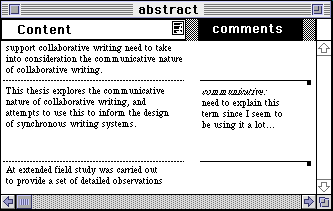 abstract
Content
comments
support collaborative writing need to take
into consideration the communicative nature
of collaborative writing.
This thesis explores the communicative
nature of collaborative writing, and
attempts to use this to inform the design
of synchronous writing systems.
communicative:
need to explain this
term since I seem to
be using it a lot...
At extended field study was carried out
to provide a set of detailed observations